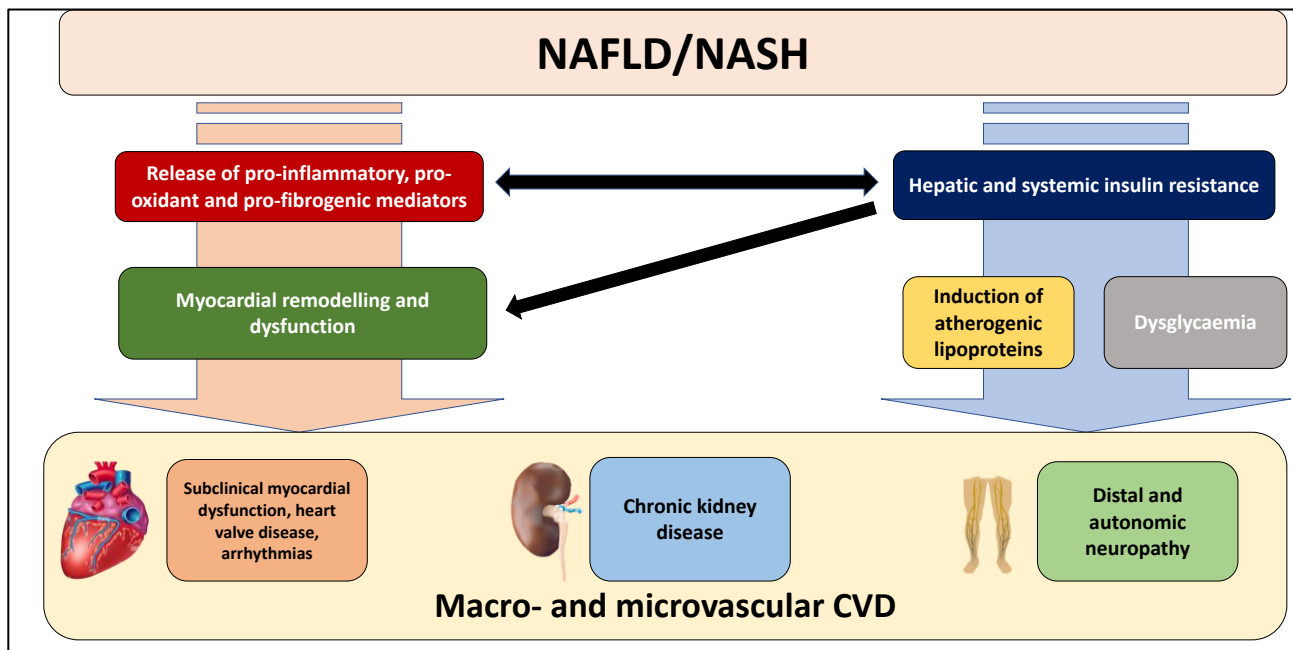 NAFLD/NASH
Release of pro-inflammatory, pro-
oxidant and pro-fibrogenic mediators
Hepatic and systemic insulin resistance
Myocardial remodelling and
dysfunction
Induction of
atherogenic
lipoproteins
Dysglycaemia
Subclinical myocardial
dysfunction, heart
valve disease,
arrhythmias
Chronic kidney
disease
Distal and
autonomic
neuropathy
Macro- and microvascular CVD